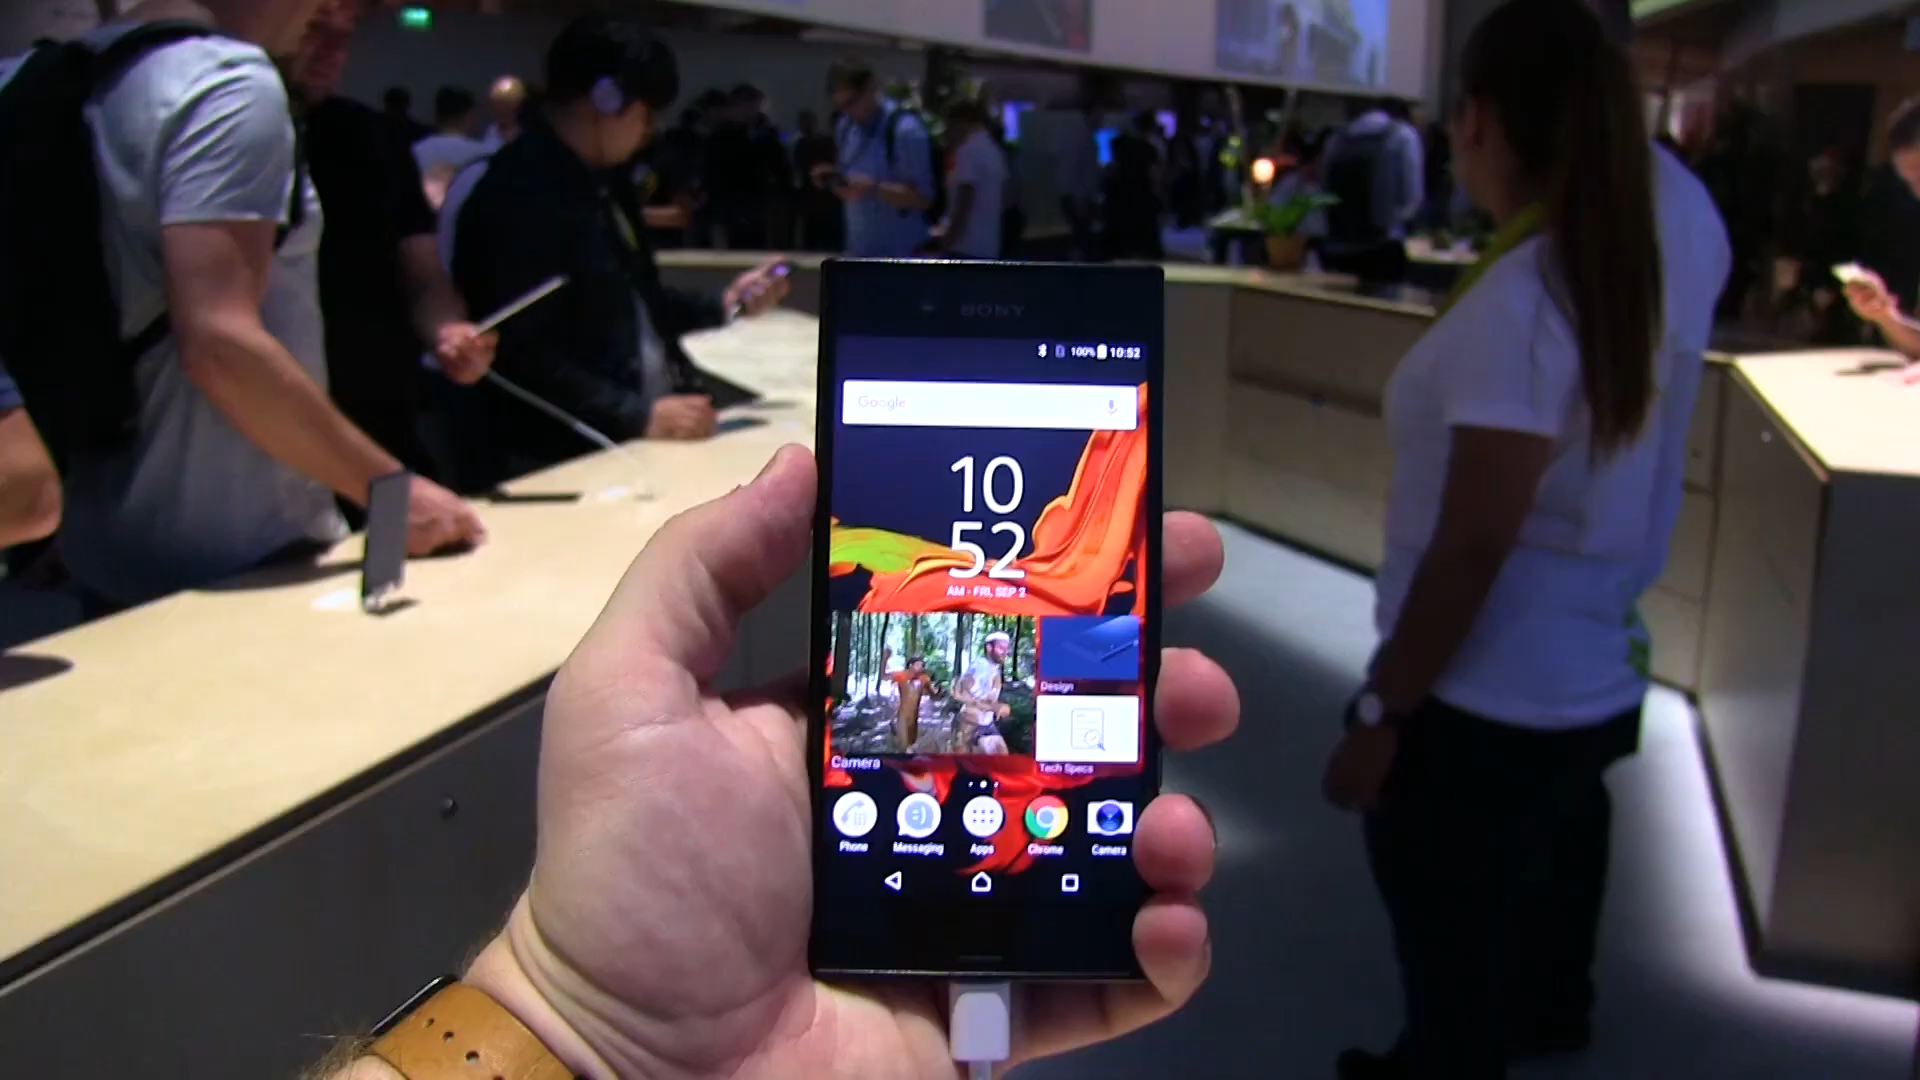 SONY
100% 10:52
Google
10
52
AM - FRI, SEP 2
Design
Camera
Tech Specs
Phone
Messaging
Apps
Chrome
Camera